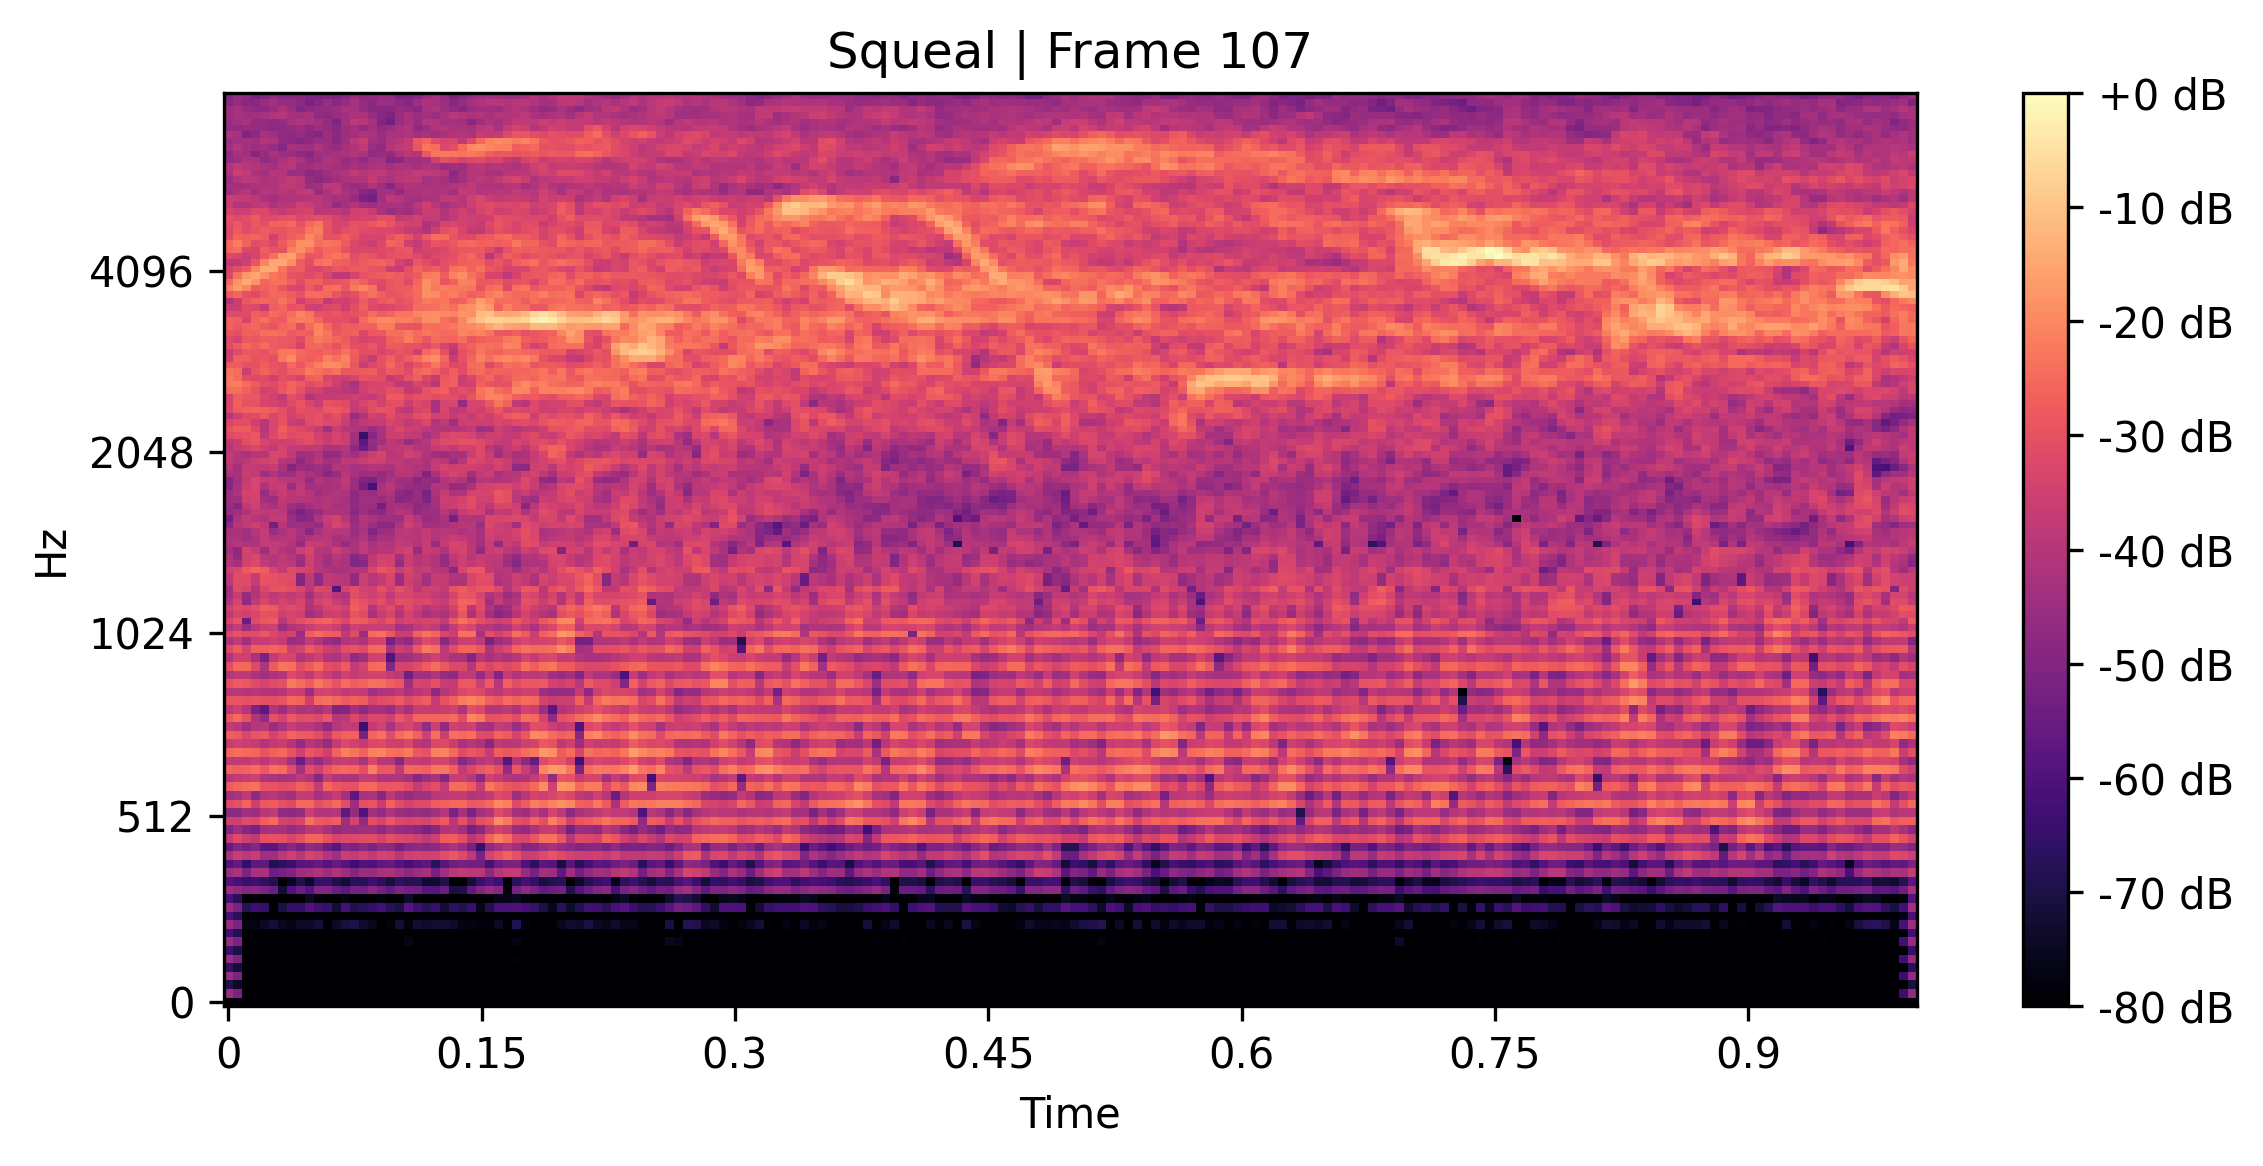 Squeal | Frame 107
+0 dB
-10 dB
-20 dB
-30 dB
-40 dB
-50 dB
-60 dB
-70 dB
-80 dB
Hz
4096
2048
1024
512
0
0 0.15 0.3 0.45 0.6 0.75 0.9
Time